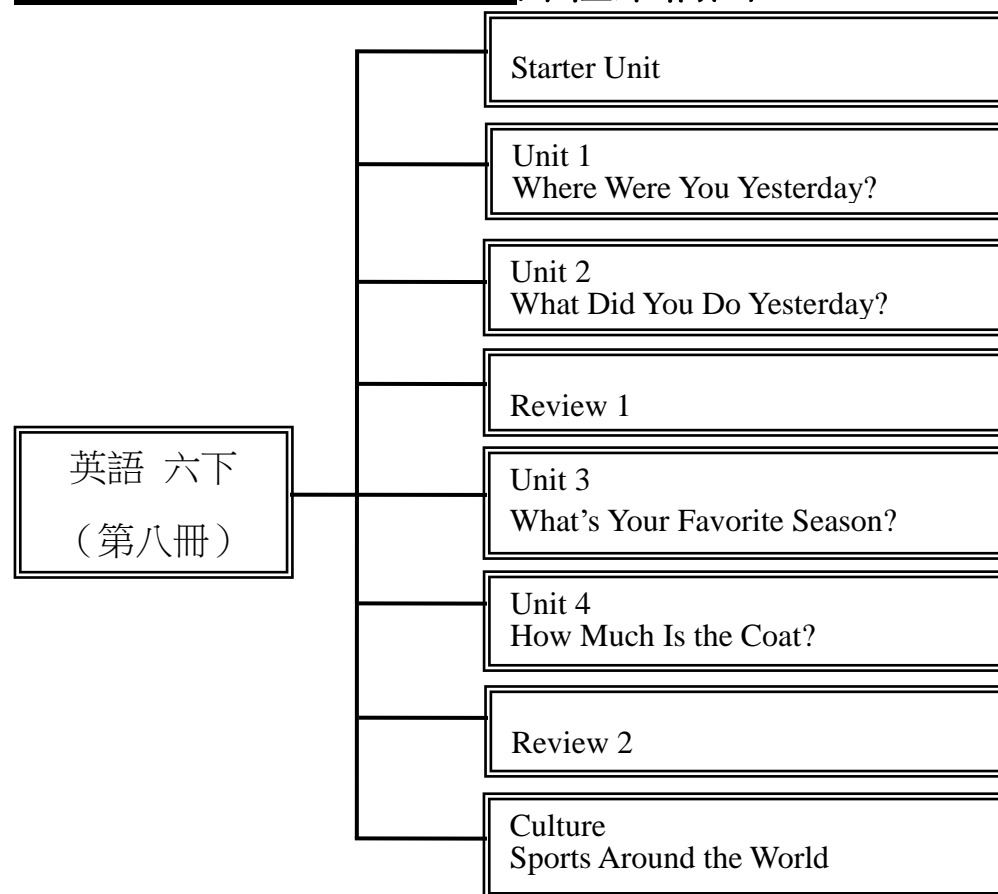 Starter Unit
Unit 1
Where Were You Yesterday?
Unit 2
What Did You Do Yesterday?
Review 1
英語 六下
（第八冊）
Unit 3
What’s Your Favorite Season?
Unit 4
How Much Is the Coat?
Review 2
Culture
Sports Around the World